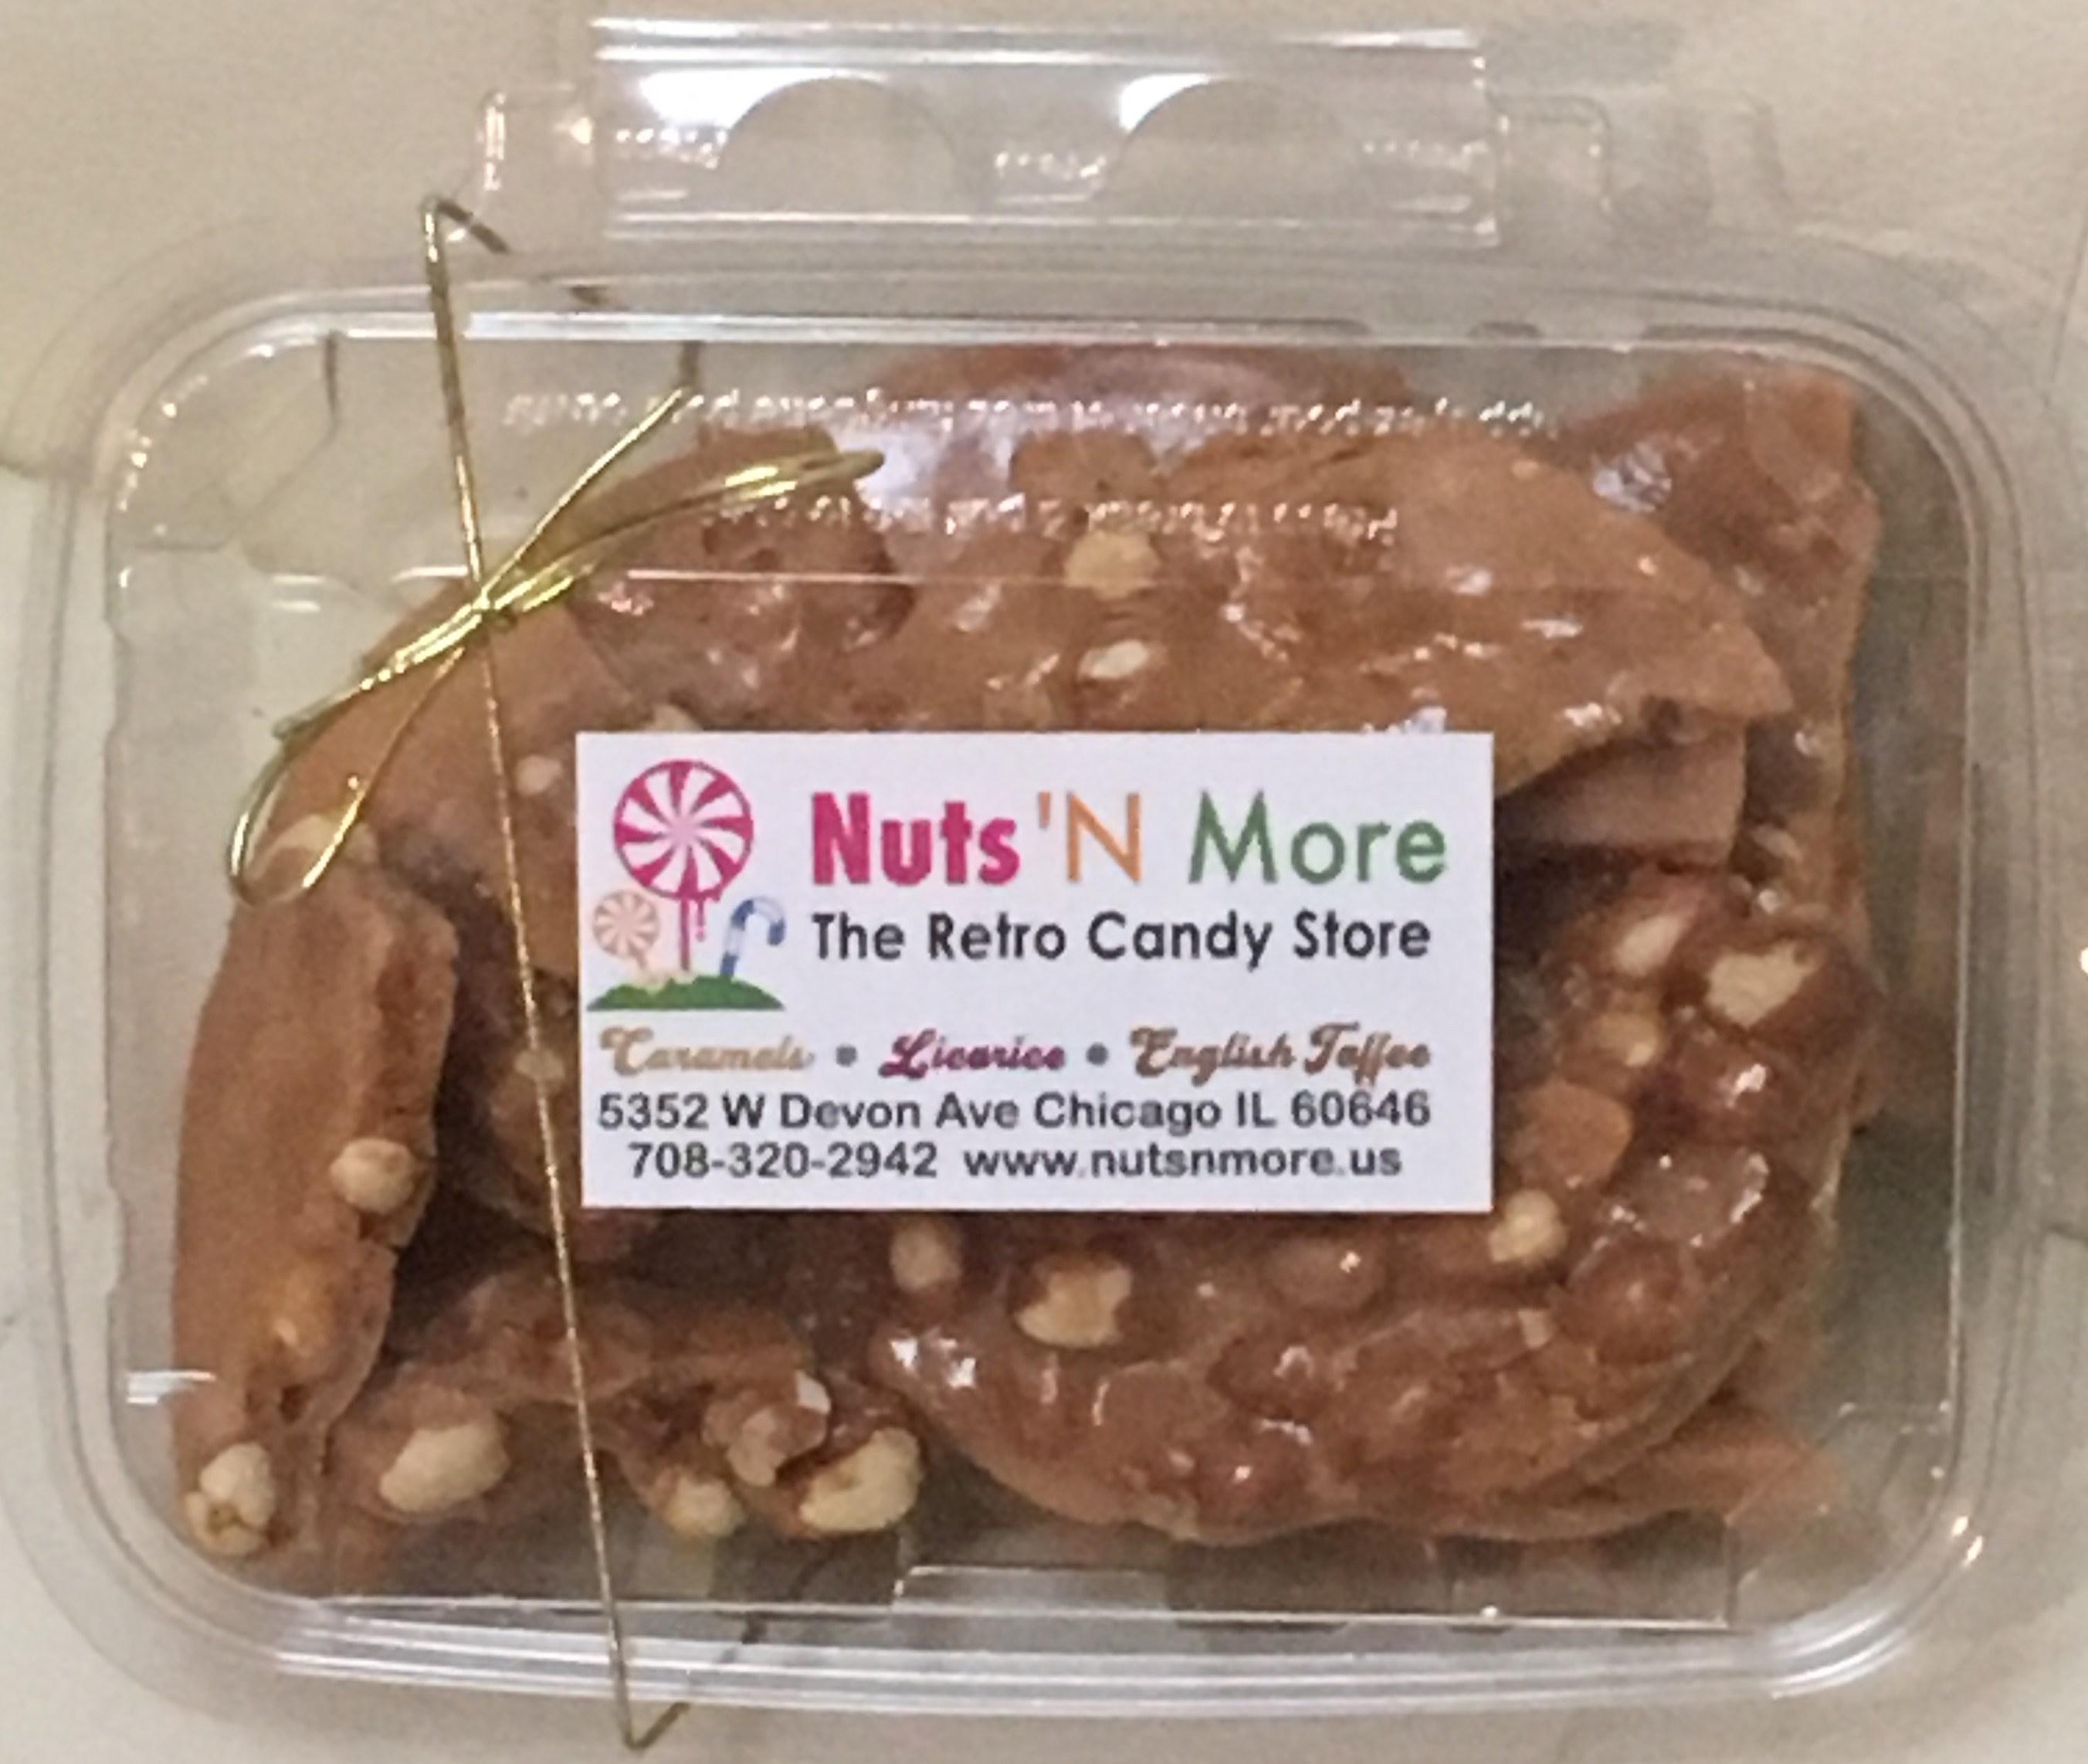 Nuts 'N More
The Retro Candy Store
Caramels • Licorice • English Toffee
5352 W Devon Ave Chicago IL 60646
708-320-2942 www.nutsnmore.us